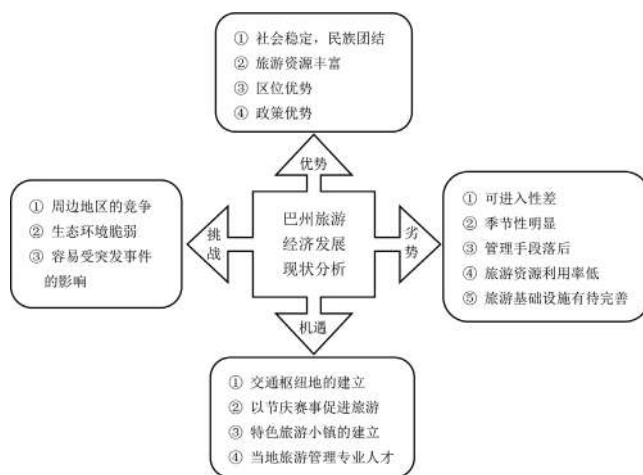 ① 社会稳定，民族团结
② 旅游资源丰富
③ 区位优势
④ 政策优势
优势
① 周边地区的竞争
② 生态环境脆弱
③ 容易受突发事件
的影响
挑战
巴州旅游
经济发展
现状分析
劣势
① 可进入性差
② 季节性明显
③ 管理手段落后
④ 旅游资源利用率低
⑤ 旅游基础设施有待完善
机遇
① 交通枢纽地的建立
② 以节庆赛事促进旅游
③ 特色旅游小镇的建立
④ 当地旅游管理专业人才